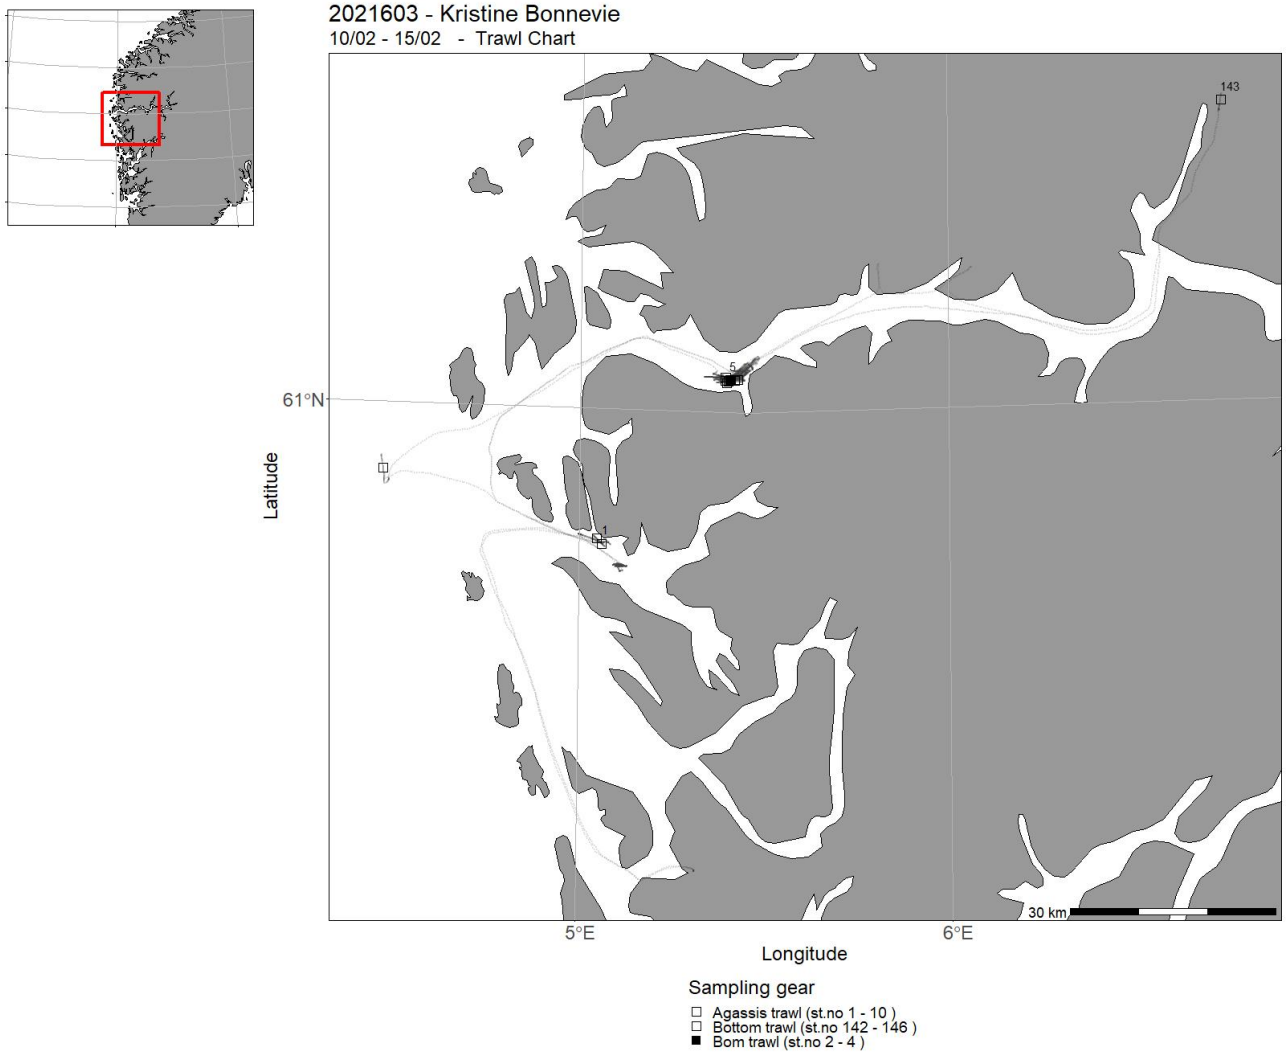 2021603 - Kristine Bonnevie
10/02 - 15/02 - Trawl Chart
143
5
61°N
Latitude
1
30 km
5°E
6°E
Longitude
Sampling gear
Agassis trawl (st.no 1 - 10 )
Bottom trawl (st.no 142 - 146 )
Bom trawl (st.no 2 - 4 )